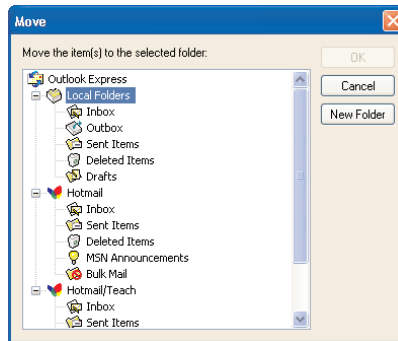 Move
Move the item(s) to the selected folder:
OK
Cancel
New Folder
Outlook Express
Local Folders
Inbox
Outbox
Sent Items
Deleted Items
Drafts
Hotmail
Inbox
Sent Items
Deleted Items
MSN Announcements
Bulk Mail
Hotmail/Teach
Inbox
Sent Items